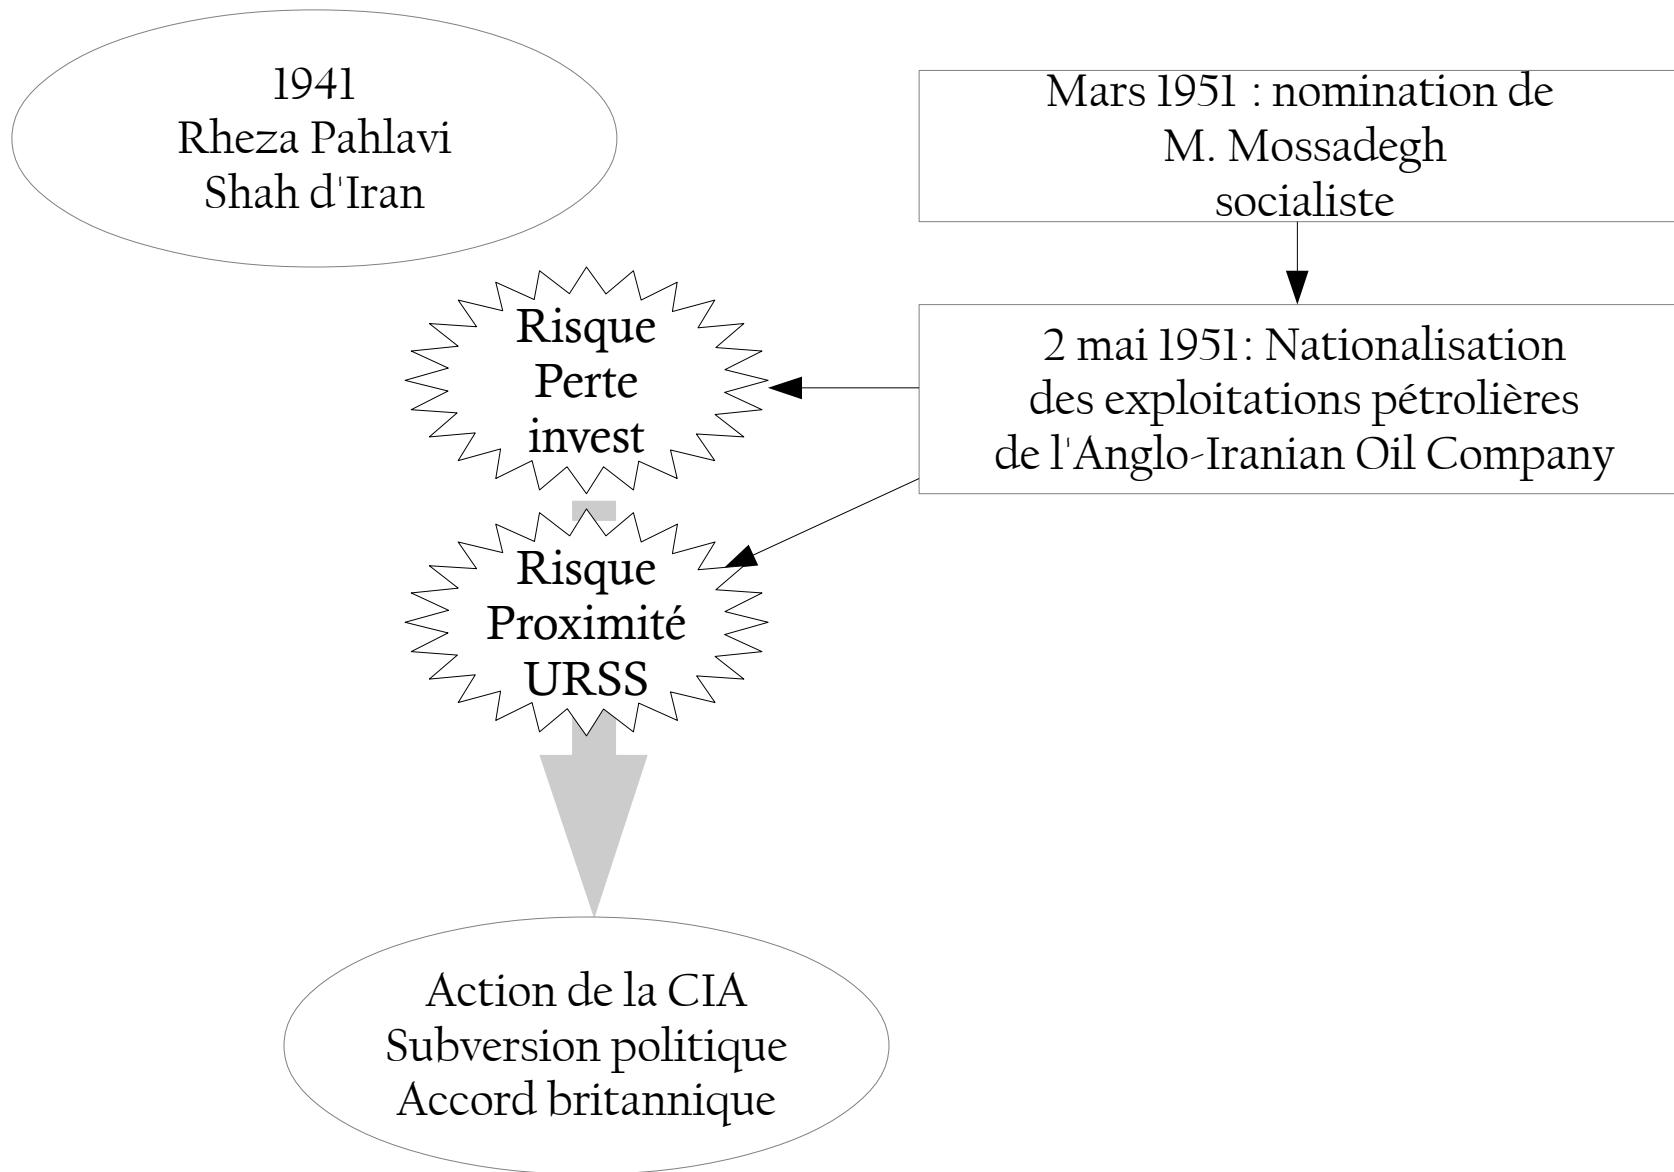 1941
Rheza Pahlavi
Shah d'Iran
Mars 1951 : nomination de
M. Mossadegh
socialiste
2 mai 1951: Nationalisation
des exploitations pétrolières
de l'Anglo-Iranian Oil Company
Risque
Perte
invest
Risque
Proximité
URSS
Action de la CIA
Subversion politique
Accord britannique